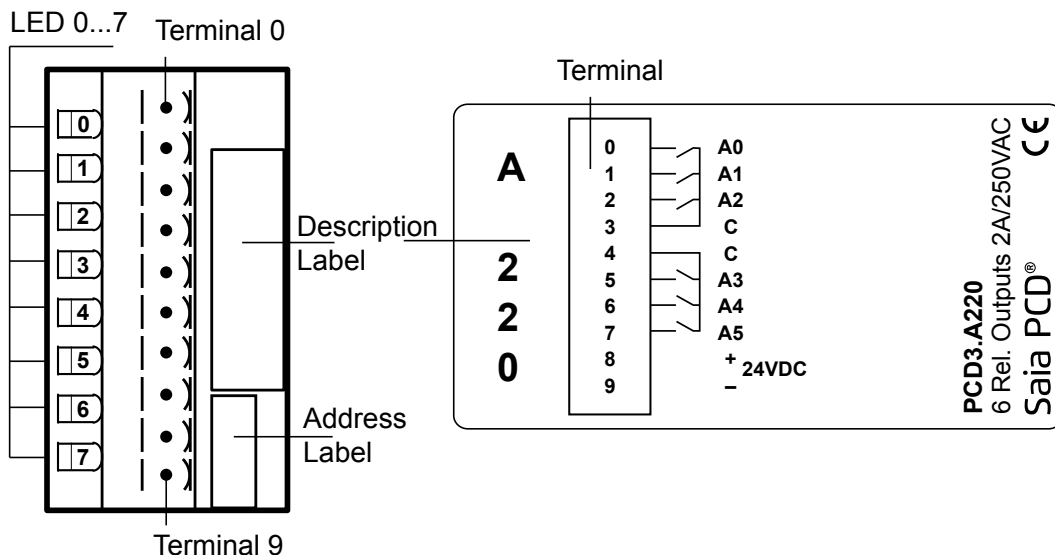 LED 0...7
Terminal 0
0
1
2
3
4
5
6
7
Description
Label
Address
Label
Terminal 9
Terminal
A
2
2
0
0 A0
1 A1
2 A2
3 C
4 C
5 A3
6 A4
7 A5
8 + 24VDC
9 –
PCD3.A220
6 Rel. Outputs 2A/250VAC
Saia PCD®
CE